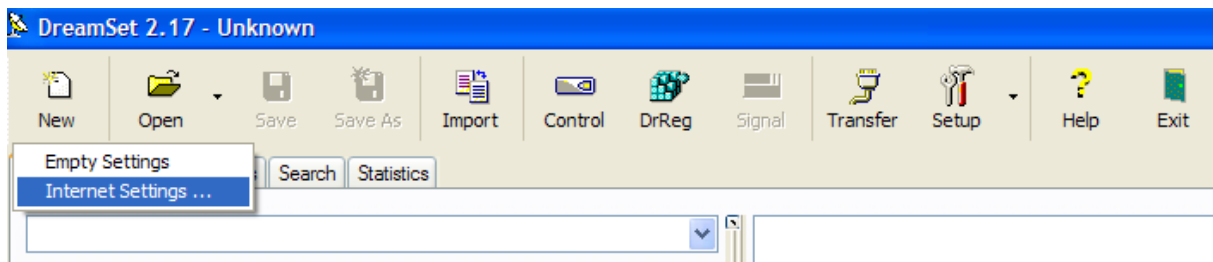 DreamSet 2.17 - Unknown
New Open Save Save As Import Control DrReg Signal Transfer Setup Help Exit
Empty Settings
Search Statistics
Internet Settings ...